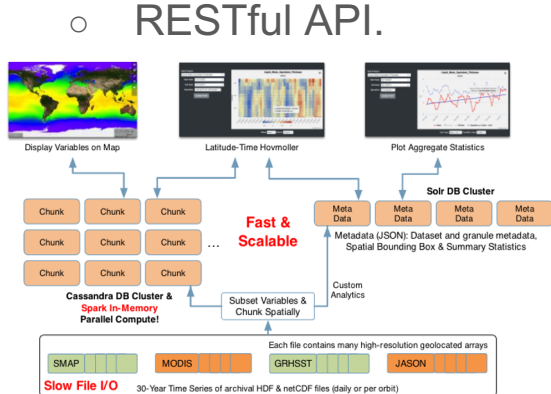 ○ RESTful API.
Display Variables on Map
Latitude-Time Hovmoller
Plot Aggregate Statistics
Solr DB Cluster
Chunk Chunk Chunk
Meta Data Meta Data Meta Data Meta Data
Chunk Chunk Chunk ...
Fast &
Scalable
Metadata (JSON): Dataset and granule metadata,
Spatial Bounding Box & Summary Statistics
Chunk Chunk Chunk
Custom
Analytics
Cassandra DB Cluster &
Spark In-Memory
Parallel Compute!
Subset Variables &
Chunk Spatially
Each file contains many high-resolution geolocated arrays
SMAP MODIS GRHSST JASON
Slow File I/O
30-Year Time Series of archival HDF & netCDF files (daily or per orbit)